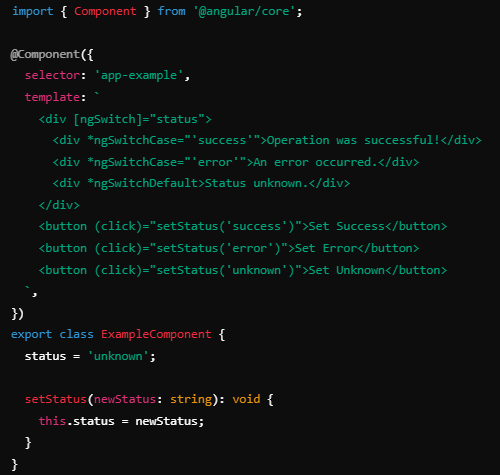 import { Component } from '@angular/core';

@Component({
  selector: 'app-example',
  template: `
    <div [ngSwitch]="status">
      <div *ngSwitchCase="'success'">Operation was successful!</div>
      <div *ngSwitchCase="'error'">An error occurred.</div>
      <div *ngSwitchDefault>Status unknown.</div>
    </div>
    <button (click)="setStatus('success')">Set Success</button>
    <button (click)="setStatus('error')">Set Error</button>
    <button (click)="setStatus('unknown')">Set Unknown</button>
  `,
})
export class ExampleComponent {
  status = 'unknown';

  setStatus(newStatus: string): void {
    this.status = newStatus;
  }
}